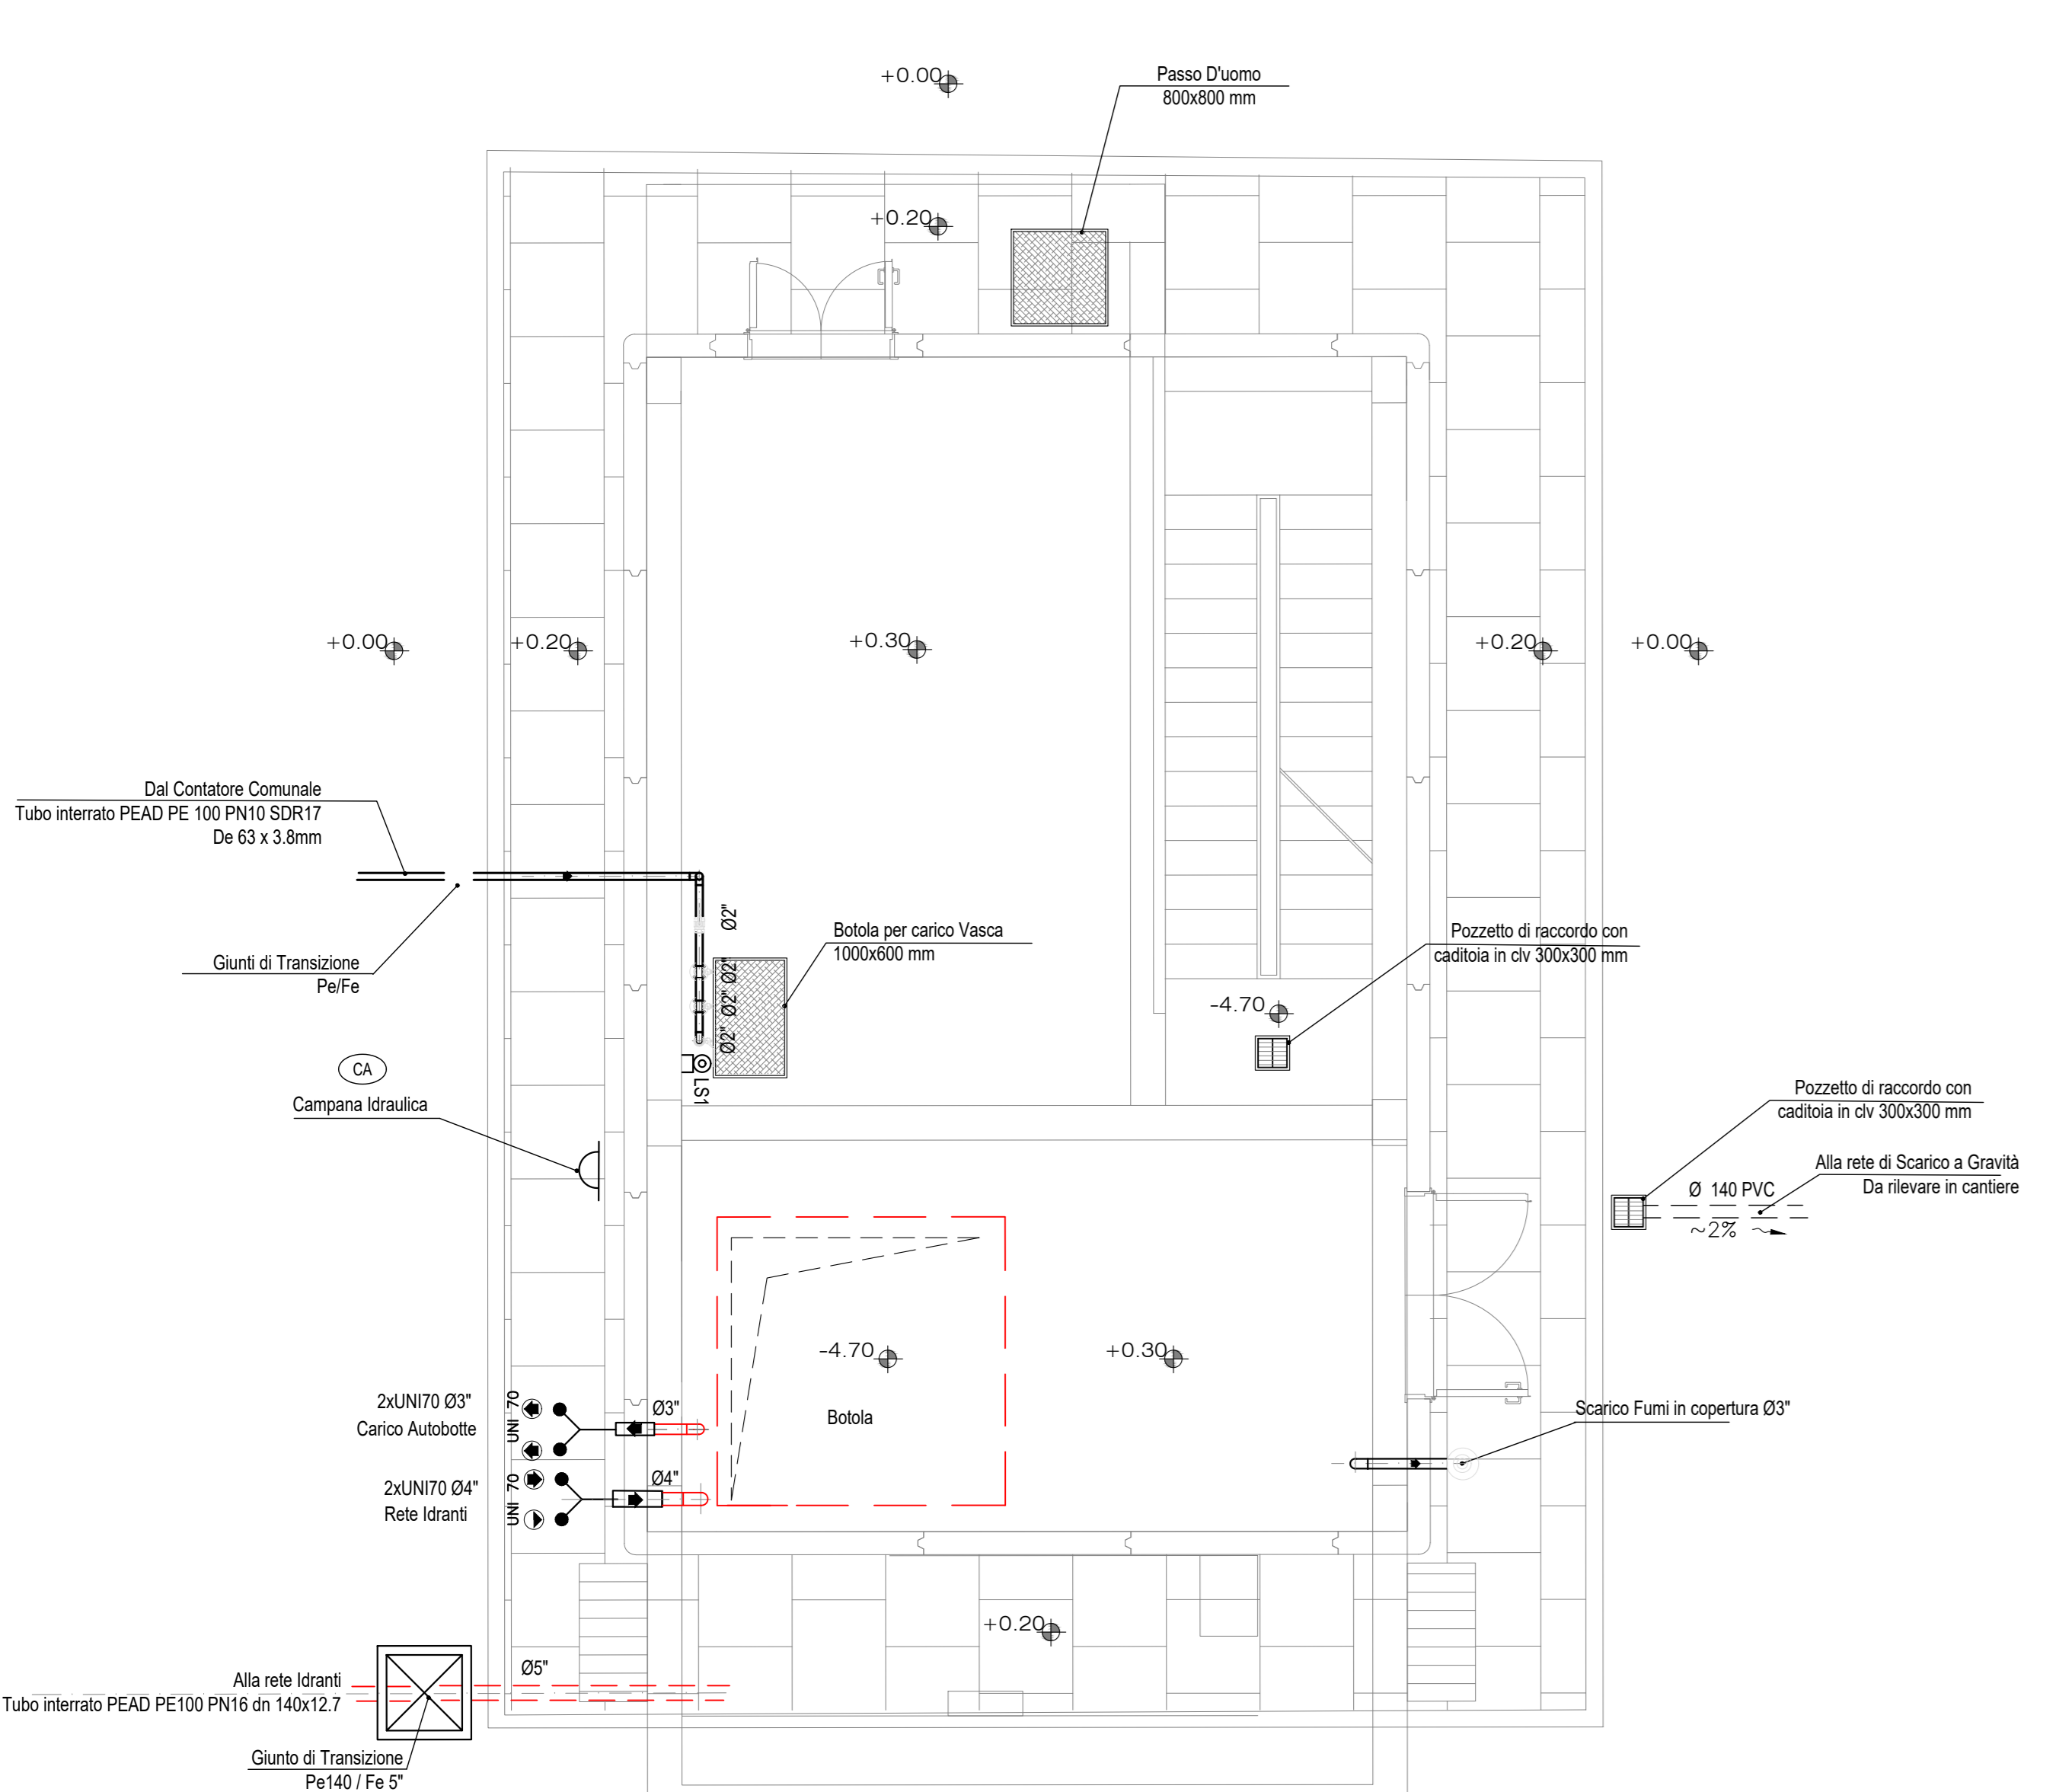 +0.00
Passo D'uomo
800x800 mm
+0.20
+0.00
+0.20
+0.30
+0.20
+0.00
Dal Contatore Comunale
Tubo interrato PEAD PE 100 PN10 SDR17
De 63 x 3.8mm
Giunti di Transizione
Pe/Fe
Ø2"
Ø2"
Ø2"
Ø2"
LS1
Botola per carico Vasca
1000x600 mm
Pozzetto di raccordo con
caditoia in clv 300x300 mm
-4.70
CA
Campana Idraulica
Pozzetto di raccordo con
caditoia in clv 300x300 mm
Alla rete di Scarico a Gravità
Da rilevare in cantiere
Ø 140 PVC
~2%
-4.70
+0.30
Botola
2xUNI70 Ø3"
Carico Autobotte
UNI 70
Ø3"
2xUNI70 Ø4"
Rete Idranti
UNI 70
Ø4"
Scarico Fumi in copertura Ø3"
+0.20
Ø5"
Alla rete Idranti
Tubo interrato PEAD PE100 PN16 dn 140x12.7
Giunto di Transizione
Pe140 / Fe 5"